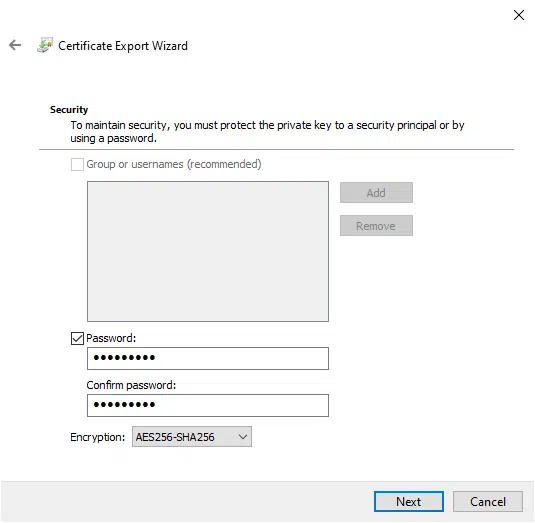 Certificate Export Wizard
Security
To maintain security, you must protect the private key to a security principal or by
using a password.
Group or usernames (recommended)
Add
Remove
Password:
●●●●●●●●●
Confirm password:
●●●●●●●●●
Encryption: AES256-SHA256
Next Cancel